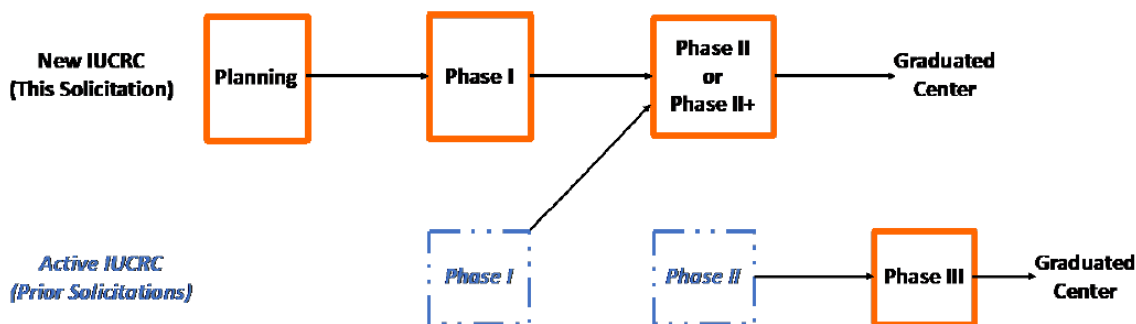 New IUCRC
(This Solicitation)
Planning
Phase I
Phase II
or
Phase II+
Graduated
Center
Active IUCRC
(Prior Solicitations)
Phase I
Phase II
Phase III
Graduated
Center